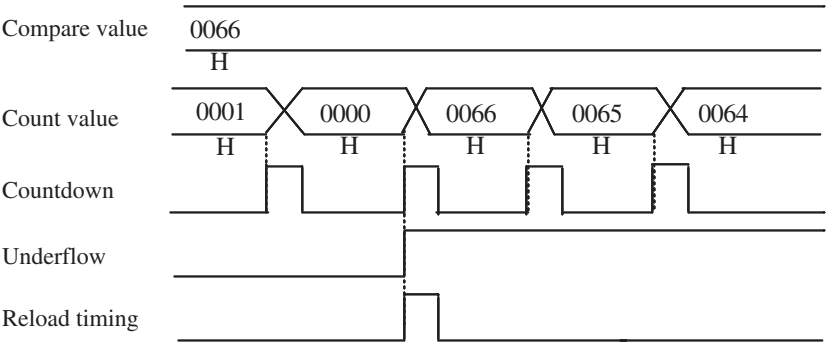 Compare value 0066
H
Count value 0001 0000 0066 0065 0064
H H H H H
Countdown
Underflow
Reload timing